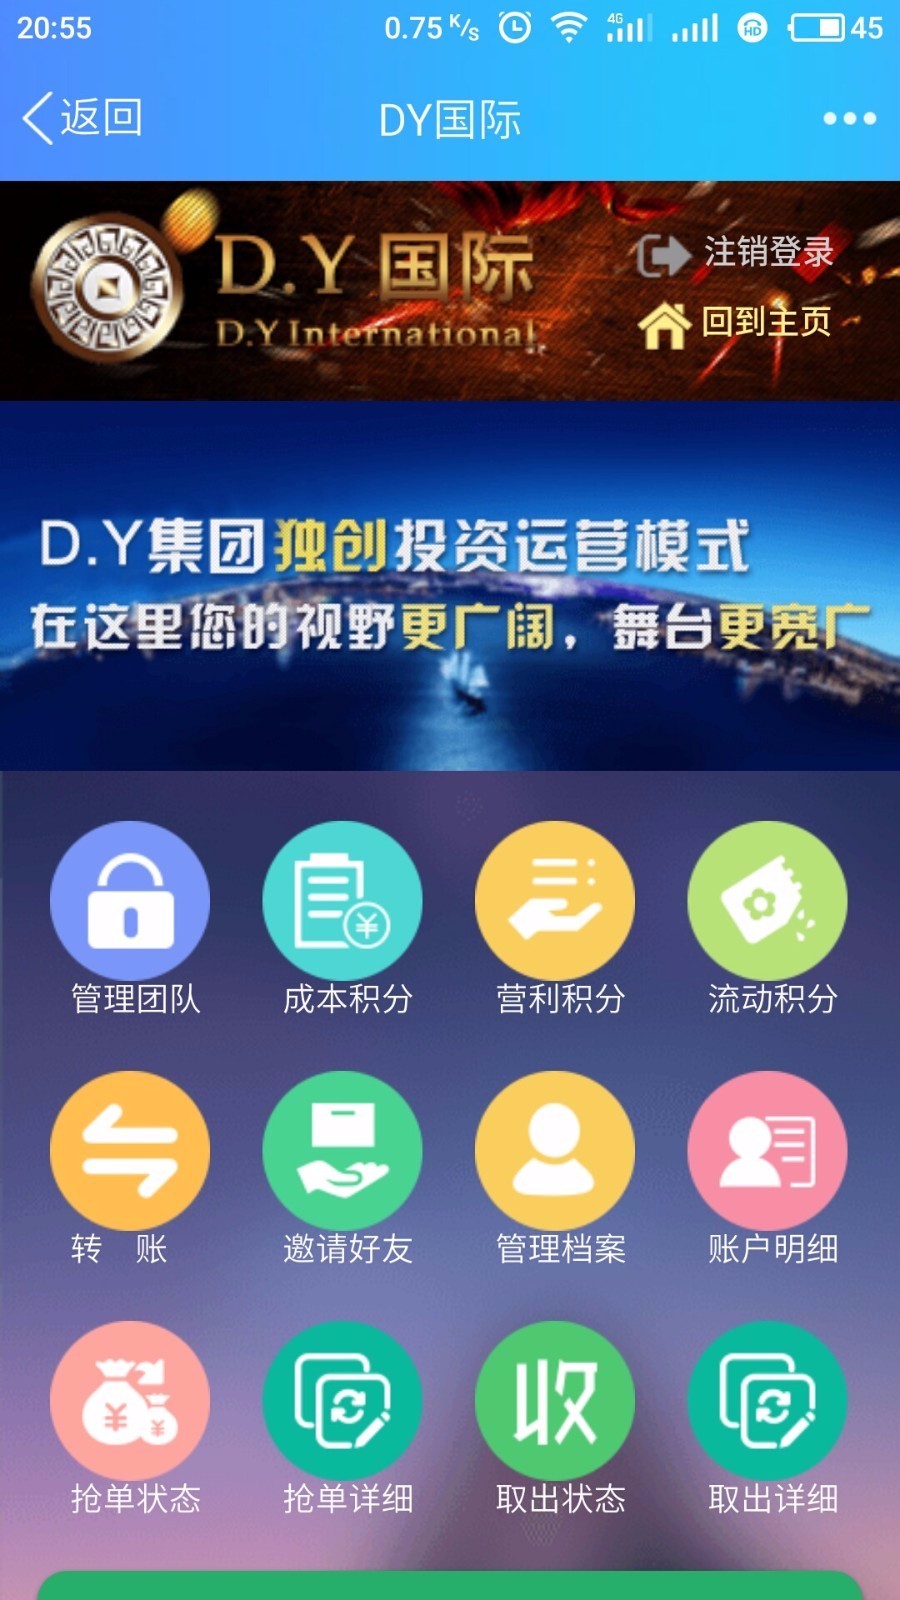 20:55 0.75 K/s 4G HD 45
返回 DY国际
D.Y 国际 注销登录
D.Y International 回到主页
D.Y集团独创投资运营模式
在这里您的视野更广阔，舞台更宽广
管理团队 成本积分 营利积分 流动积分
转 账 邀请好友 管理档案 账户明细
收
抢单状态 抢单详细 取出状态 取出详细